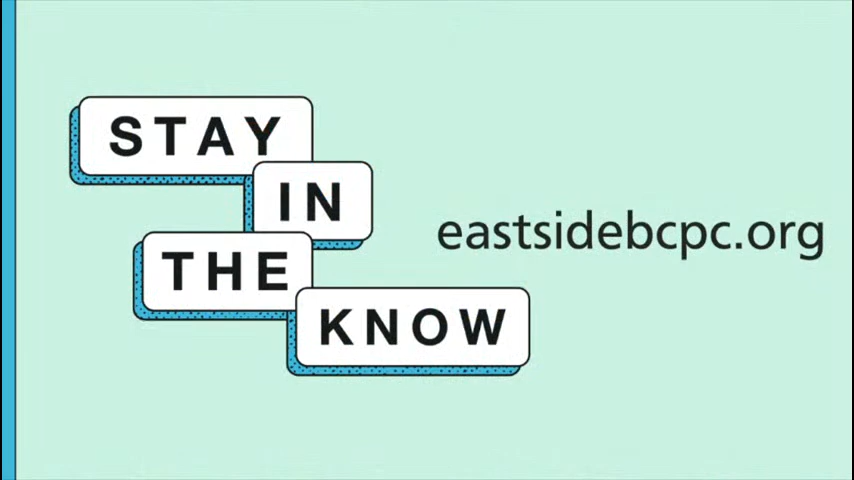 STAY
IN
THE
KNOW
eastsidebcpc.org